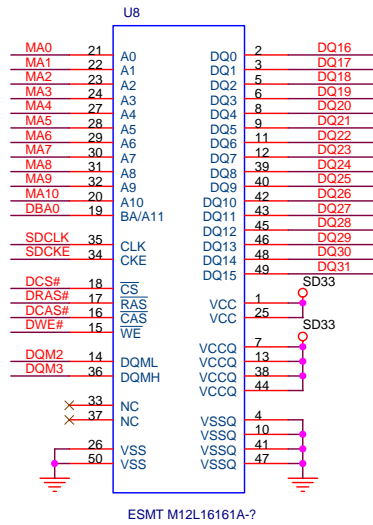 U8
MA0 21 A0 DQ0 2 DQ16
MA1 22 A1 DQ1 3 DQ17
MA2 23 A2 DQ2 5 DQ18
MA3 24 A3 DQ3 6 DQ19
MA4 27 A4 DQ4 8 DQ20
MA5 28 A5 DQ5 9 DQ21
MA6 29 A6 DQ6 11 DQ22
MA7 30 A7 DQ7 12 DQ23
MA8 31 A8 DQ8 39 DQ24
MA9 32 A9 DQ9 40 DQ25
MA10 20 A10 DQ10 42 DQ26
DBA0 19 BA/A11 DQ11 43 DQ27
DQ12 45 DQ28
SDCLK 35 CLK DQ13 46 DQ29
SDCKE 34 CKE DQ14 48 DQ30
DQ15 49 DQ31
DCS# 18 CS SD33
DRAS# 17 RAS VCC 1
DCAS# 16 CAS VCC 25
DWE# 15 WE SD33
VCCQ 7
DQM2 14 DQML VCCQ 13
DQM3 36 DQMH VCCQ 38
VCCQ 44
33 NC
37 NC VSSQ 4
VSSQ 10
26 VSS VSSQ 41
50 VSS VSSQ 47
ESMT M12L16161A-?